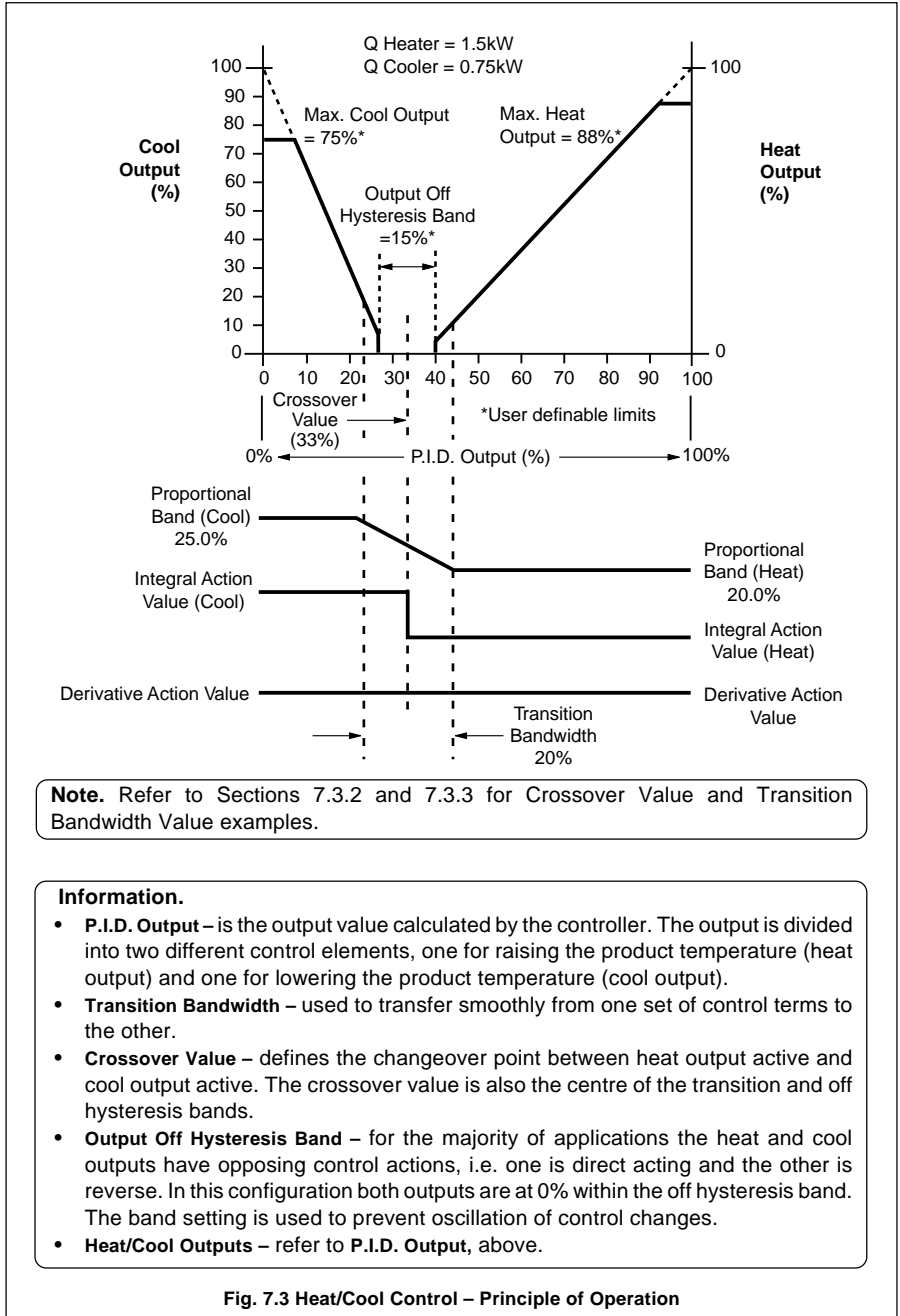 Q Heater = 1.5kW
Q Cooler = 0.75kW
100
90
80
70
60
50
40
30
20
10
0
Cool
Output
(%)
Max. Cool Output
= 75%*
Output Off
Hysteresis Band
=15%*
Max. Heat
Output = 88%*
100
0
Heat
Output
(%)
0 10 20 30 40 50 60 70 80 90 100
Crossover
Value
(33%)
*User definable limits
0% P.I.D. Output (%) 100%
Proportional
Band (Cool)
25.0%
Proportional
Band (Heat)
20.0%
Integral Action
Value (Cool)
Integral Action
Value (Heat)
Derivative Action Value
Derivative Action
Value
Transition
Bandwidth
20%
Note. Refer to Sections 7.3.2 and 7.3.3 for Crossover Value and Transition
Bandwidth Value examples.
Information.
• P.I.D. Output – is the output value calculated by the controller. The output is divided
into two different control elements, one for raising the product temperature (heat
output) and one for lowering the product temperature (cool output).
• Transition Bandwidth – used to transfer smoothly from one set of control terms to
the other.
• Crossover Value – defines the changeover point between heat output active and
cool output active. The crossover value is also the centre of the transition and off
hysteresis bands.
• Output Off Hysteresis Band – for the majority of applications the heat and cool
outputs have opposing control actions, i.e. one is direct acting and the other is
reverse. In this configuration both outputs are at 0% within the off hysteresis band.
The band setting is used to prevent oscillation of control changes.
• Heat/Cool Outputs – refer to P.I.D. Output, above.
Fig. 7.3 Heat/Cool Control – Principle of Operation